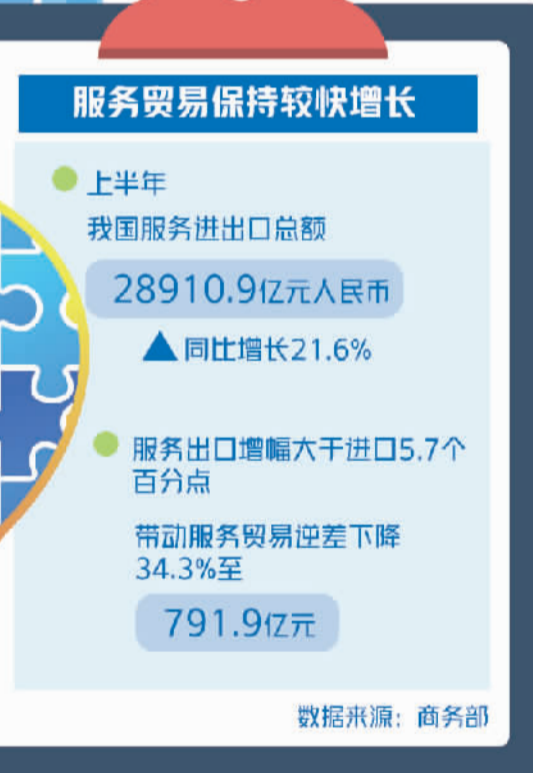 服务贸易保持较快增长
上半年
我国服务进出口总额
28910.9亿元人民币
同比增长21.6%
服务出口增幅大于进口5.7个
百分点
带动服务贸易逆差下降
34.3%至
791.9亿元
数据来源：商务部